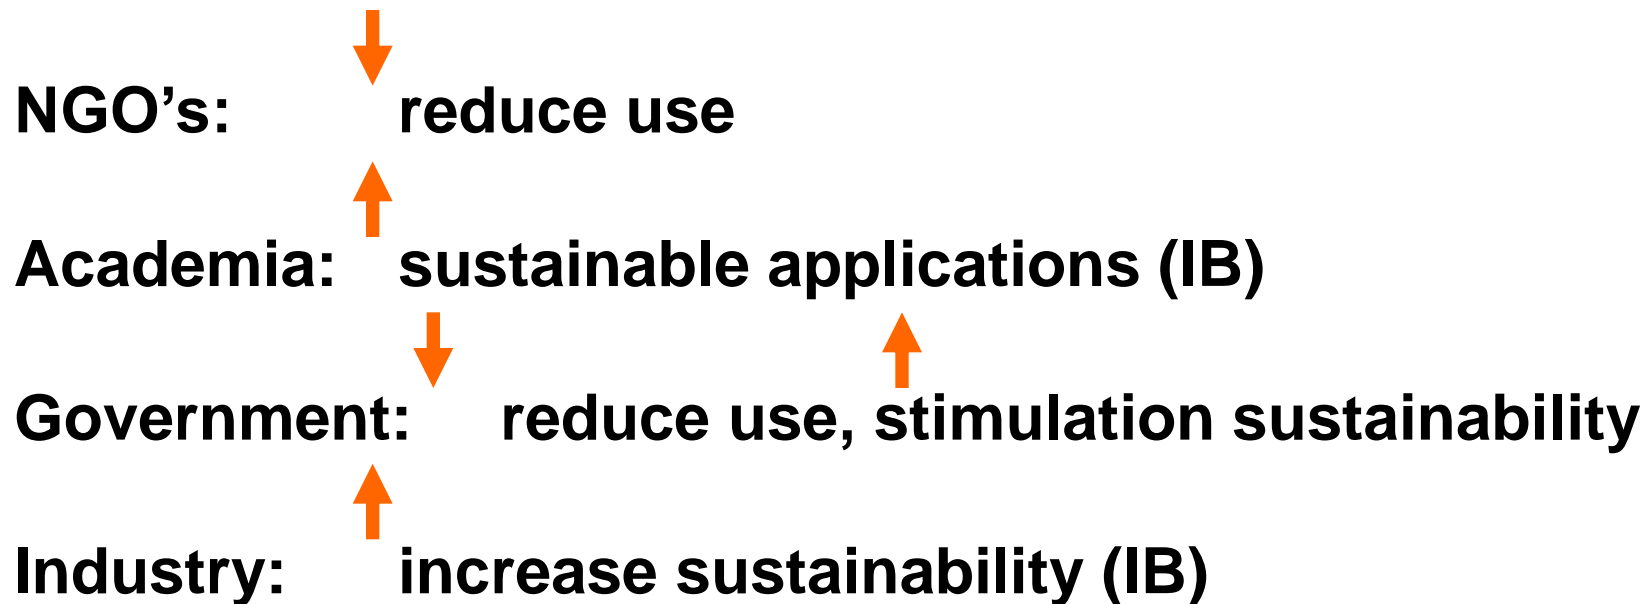 NGO’s: reduce use
Academia: sustainable applications (IB)
Government: reduce use, stimulation sustainability
Industry: increase sustainability (IB)